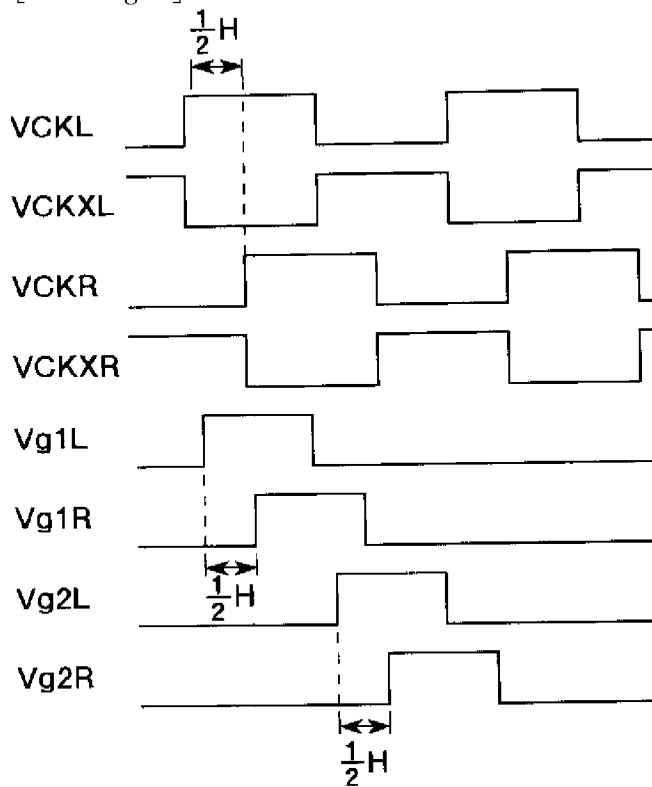 1/2 H
VCKL
VCKXL
VCKR
VCKXR
Vg1L
Vg1R
1/2 H
Vg2L
Vg2R
1/2 H